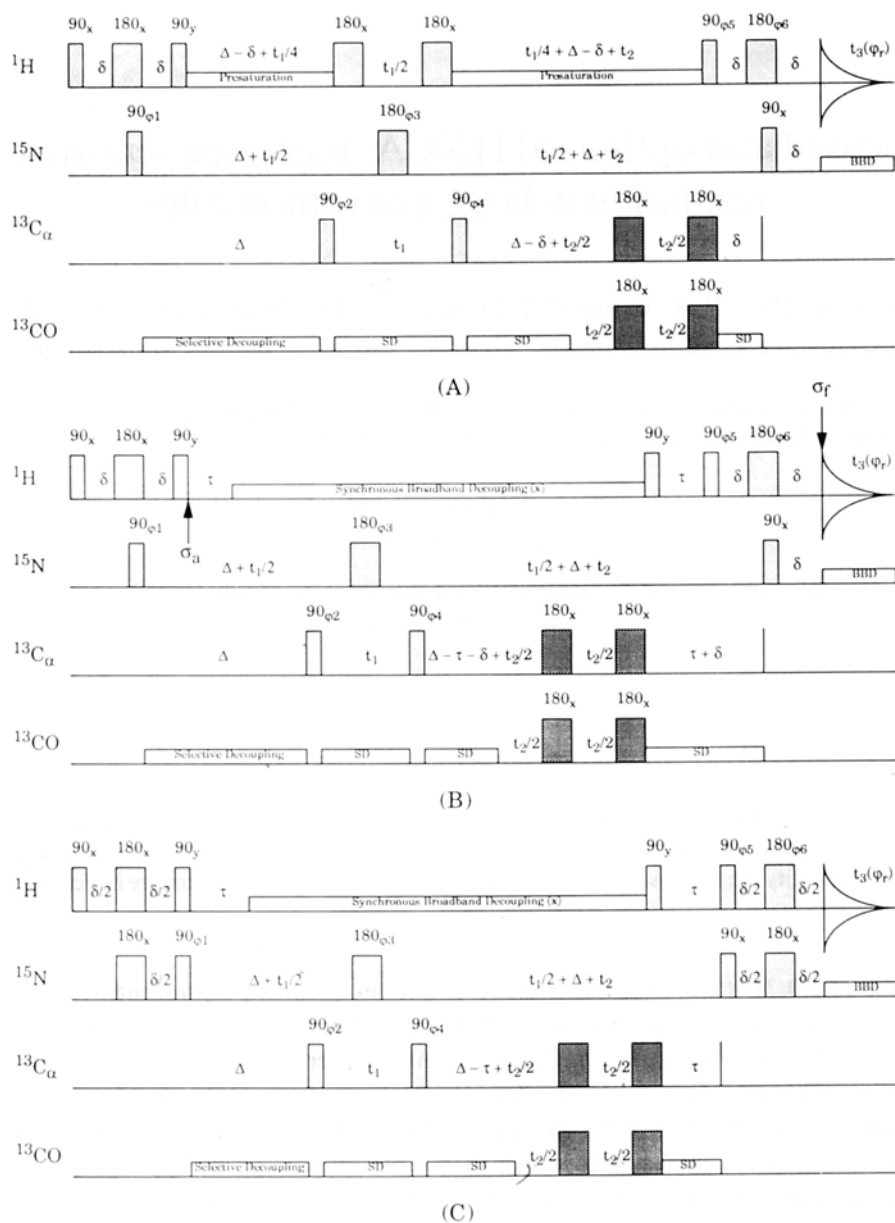 90x 180x 90y 180x 180x 90φ5 180φ6
¹H δ δ Δ − δ + t₁/4 t₁/2 t₁/4 + Δ − δ + t₂ δ δ t₃(φr)
Presaturation Presaturation
90φ1 180φ3 90x
¹⁵N Δ + t₁/2 t₁/2 + Δ + t₂ δ BBD
90φ2 90φ4 180x 180x
¹³Cα Δ t₁ Δ − δ + t₂/2 t₂/2 δ
180x 180x
¹³CO Selective Decoupling SD SD t₂/2 t₂/2 SD
(A)
σf
90x 180x 90y 90y 90φ5 180φ6
¹H δ δ τ Synchronous Broadband Decoupling (x) τ δ δ t₃(φr)
90φ1 σa 180φ3 90x
¹⁵N Δ + t₁/2 t₁/2 + Δ + t₂ δ BBD
90φ2 90φ4 180x 180x
¹³Cα Δ t₁ Δ − τ − δ + t₂/2 t₂/2 τ + δ
180x 180x
¹³CO Selective Decoupling SD SD t₂/2 t₂/2 SD
(B)
90x 180x 90y 90y 90φ5 180φ6
¹H δ/2 δ/2 τ Synchronous Broadband Decoupling (x) τ δ/2 δ/2 t₃(φr)
180x 90φ1 180φ3 90x 180x
¹⁵N δ/2 Δ + t₁/2 t₁/2 + Δ + t₂ δ/2 δ/2 BBD
90φ2 90φ4
¹³Cα Δ t₁ Δ − τ + t₂/2 t₂/2 τ
¹³CO Selective Decoupling SD SD t₂/2 t₂/2 SD
(C)